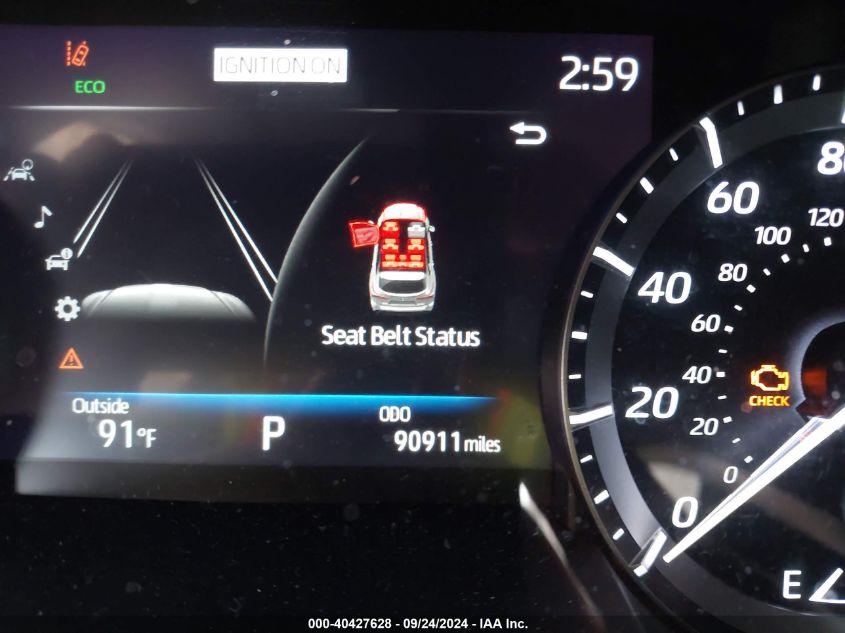 IGNITION ON
2:59
ECO
Seat Belt Status
Outside
91°F
P
ODO
90911 miles
80
60
40
20
0
120
100
80
60
40
20
0
CHECK
E
000-40427628 - 09/24/2024 - IAA Inc.